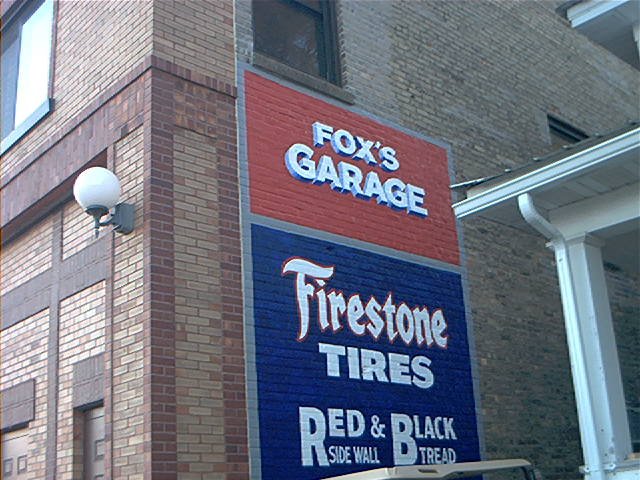 FOX'S
GARAGE
Firestone
TIRES
RED & BLACK
SIDE WALL TREAD